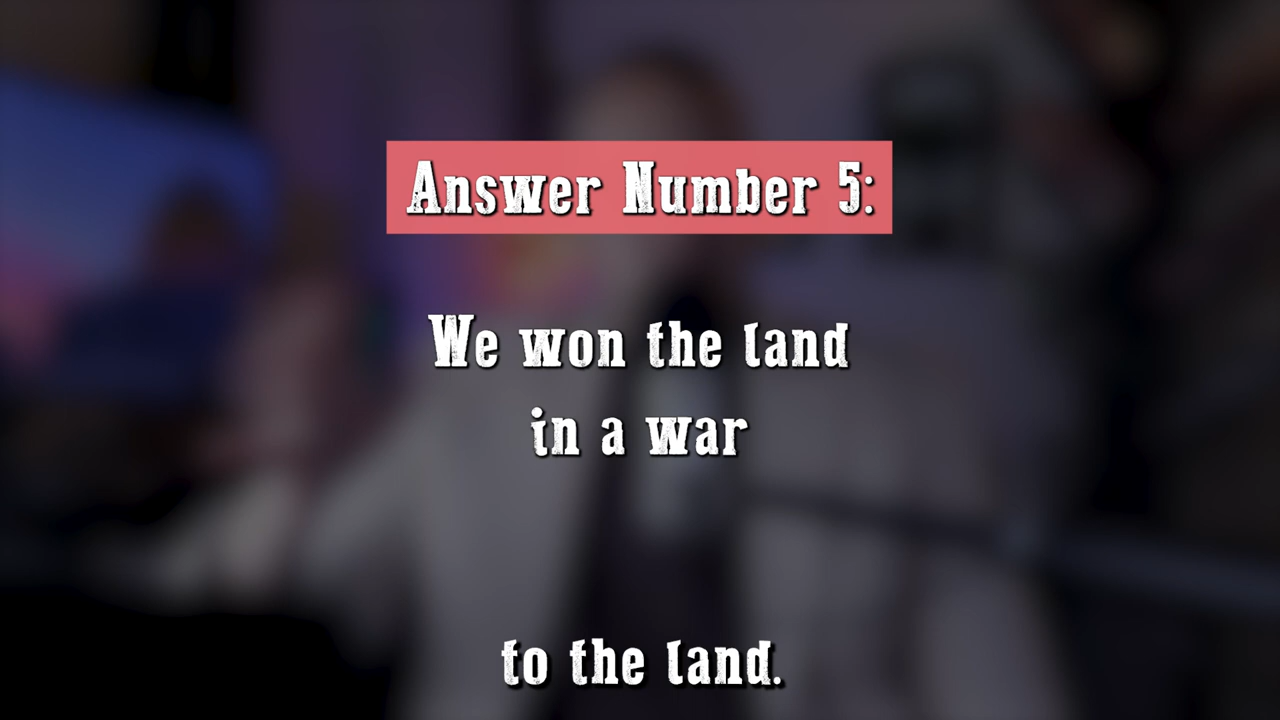 Answer Number 5:
We won the land
in a war
to the land.